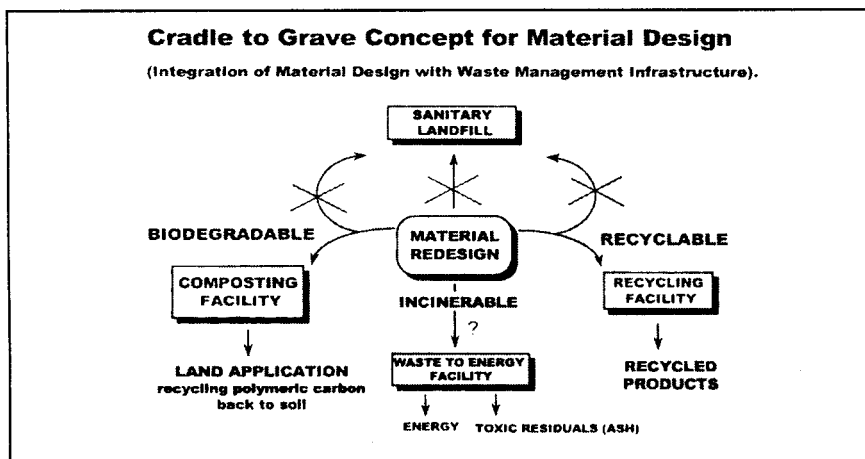 Cradle to Grave Concept for Material Design
(Integration of Material Design with Waste Management Infrastructure).
SANITARY
LANDFILL
BIODEGRADABLE
MATERIAL
REDESIGN
RECYCLABLE
COMPOSTING
FACILITY
INCINERABLE
RECYCLING
FACILITY
?
LAND APPLICATION
recycling polymeric carbon
back to soil
WASTE TO ENERGY
FACILITY
RECYCLED
PRODUCTS
ENERGY
TOXIC RESIDUALS (ASH)